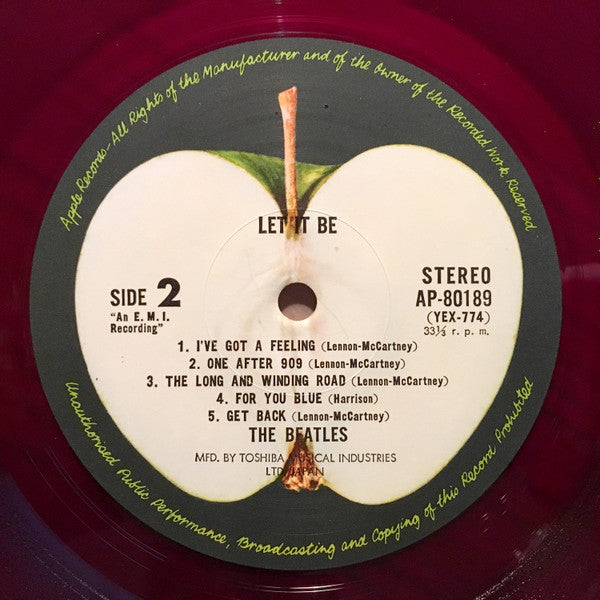 Apple Records—All Rights of the Manufacturer and of the Owner of the Recorded Work Reserved
LET IT BE
SIDE 2
"An E.M.I.
Recording"
STEREO
AP-80189
(YEX-774)
33⅓ r. p. m.
1. I'VE GOT A FEELING (Lennon-McCartney)
2. ONE AFTER 909 (Lennon-McCartney)
3. THE LONG AND WINDING ROAD (Lennon-McCartney)
4. FOR YOU BLUE (Harrison)
5. GET BACK (Lennon-McCartney)
THE BEATLES
MFD. BY TOSHIBA MUSICAL INDUSTRIES
LTD. JAPAN
Unauthorised Public Performance, Broadcasting and Copying of this Record Prohibited